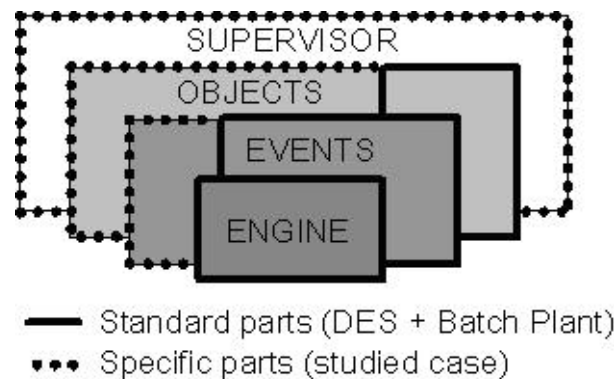 SUPERVISOR
OBJECTS
EVENTS
ENGINE
Standard parts (DES + Batch Plant)
Specific parts (studied case)